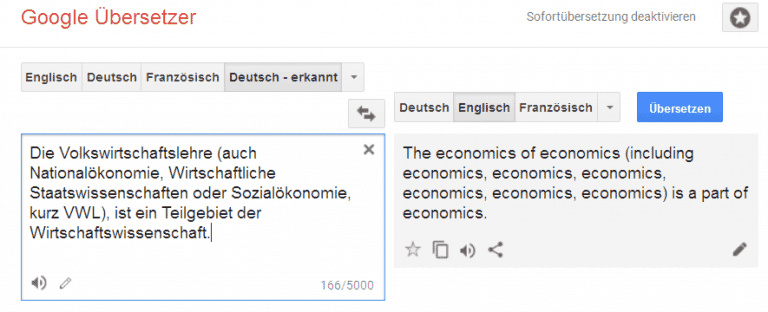 Google Übersetzer
Sofortübersetzung deaktivieren
Englisch Deutsch Französisch Deutsch - erkannt
Deutsch Englisch Französisch Übersetzen
Die Volkswirtschaftslehre (auch
Nationalökonomie, Wirtschaftliche
Staatswissenschaften oder Sozialökonomie,
kurz VWL), ist ein Teilgebiet der
Wirtschaftswissenschaft.
166/5000
The economics of economics (including
economics, economics, economics,
economics, economics, economics) is a part of
economics.